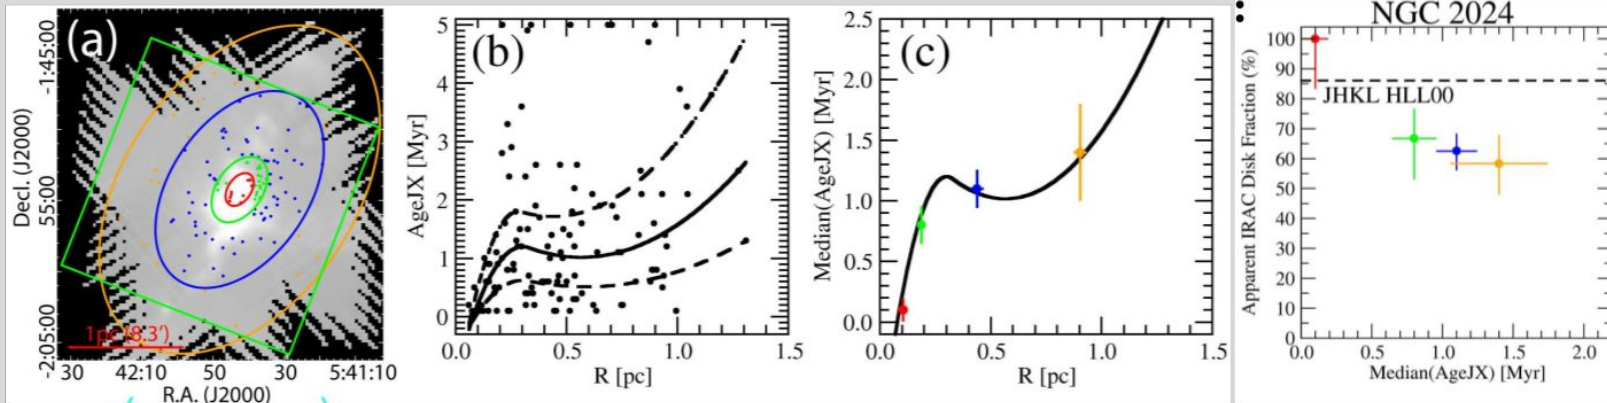 (a)
Decl. (J2000)
-1:45:00
55:00
-2:05:00
1pc (8.3')
30 42:10 50 30 5:41:10
R.A. (J2000)
(b)
AgeJX [Myr]
5
4
3
2
1
0
0.0 0.5 1.0 1.5
R [pc]
(c)
Median(AgeJX) [Myr]
2.5
2.0
1.5
1.0
0.5
0.0
0.0 0.5 1.0 1.5
R [pc]
NGC 2024
Apparent IRAC Disk Fraction (%)
100
90
80
70
60
50
40
30
20
10
0
JHKL HLL00
0.0 0.5 1.0 1.5 2.0
Median(AgeJX) [Myr]